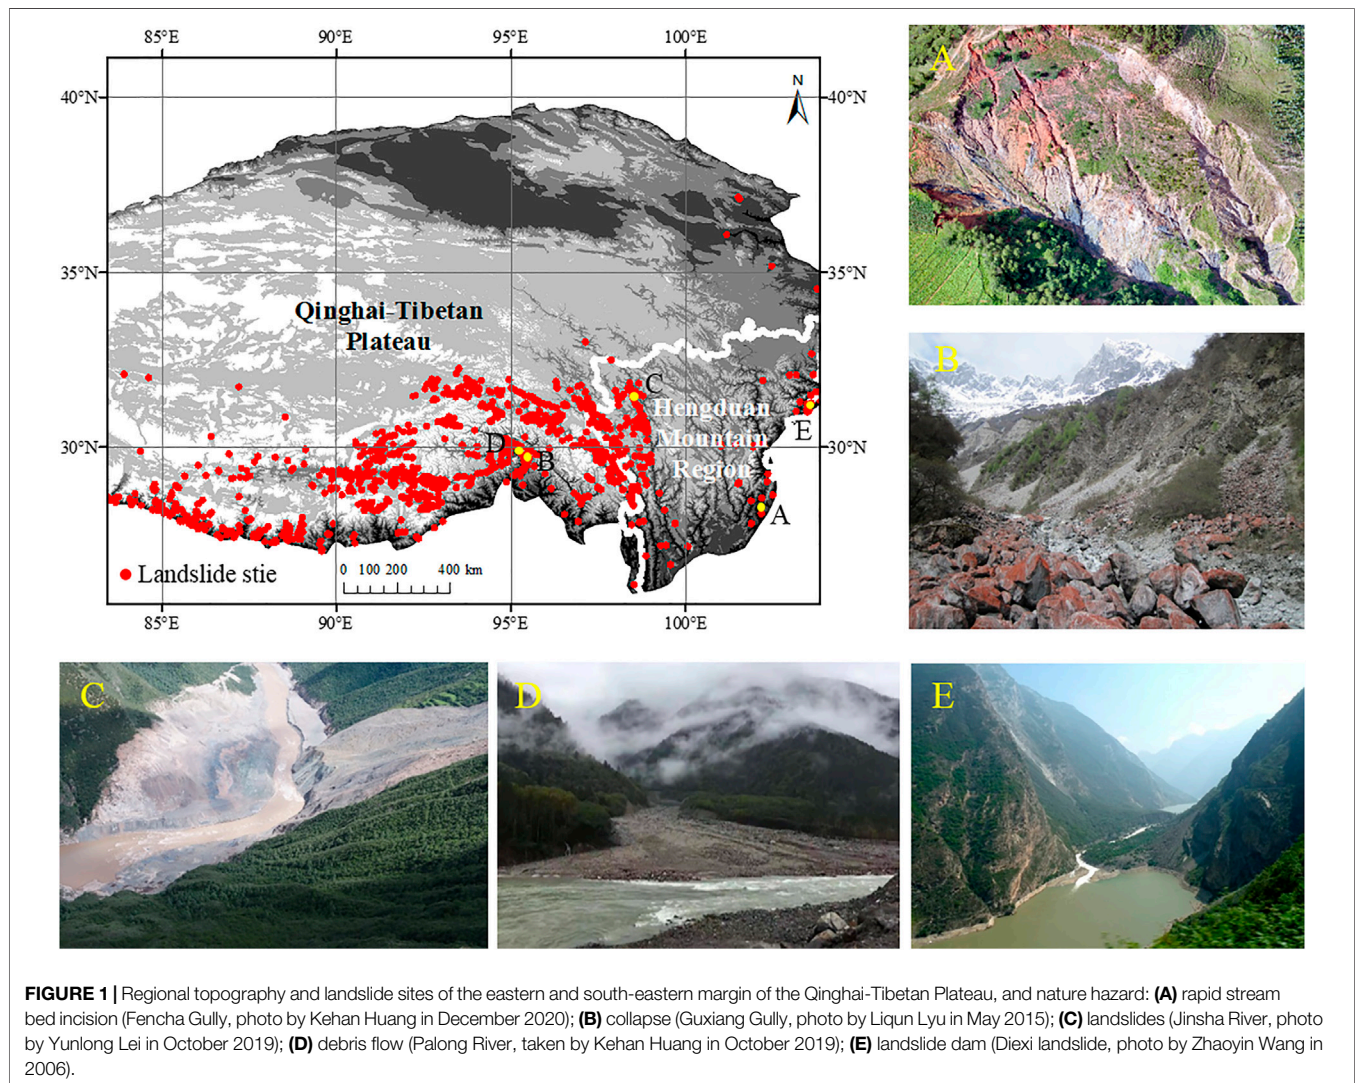 85°E 90°E 95°E 100°E
N
40°N 40°N
35°N 35°N
30°N 30°N
Qinghai-Tibetan
Plateau
C
Hengduan
Mountain
Region
D
B
E
A
Landslide stie
0 100 200 400 km
85°E 90°E 95°E 100°E
A
B
C
D
E
FIGURE 1 | Regional topography and landslide sites of the eastern and south-eastern margin of the Qinghai-Tibetan Plateau, and nature hazard: (A) rapid stream
bed incision (Fencha Gully, photo by Kehan Huang in December 2020); (B) collapse (Guxiang Gully, photo by Liqun Lyu in May 2015); (C) landslides (Jinsha River, photo
by Yunlong Lei in October 2019); (D) debris flow (Palong River, taken by Kehan Huang in October 2019); (E) landslide dam (Diexi landslide, photo by Zhaoyin Wang in
2006).